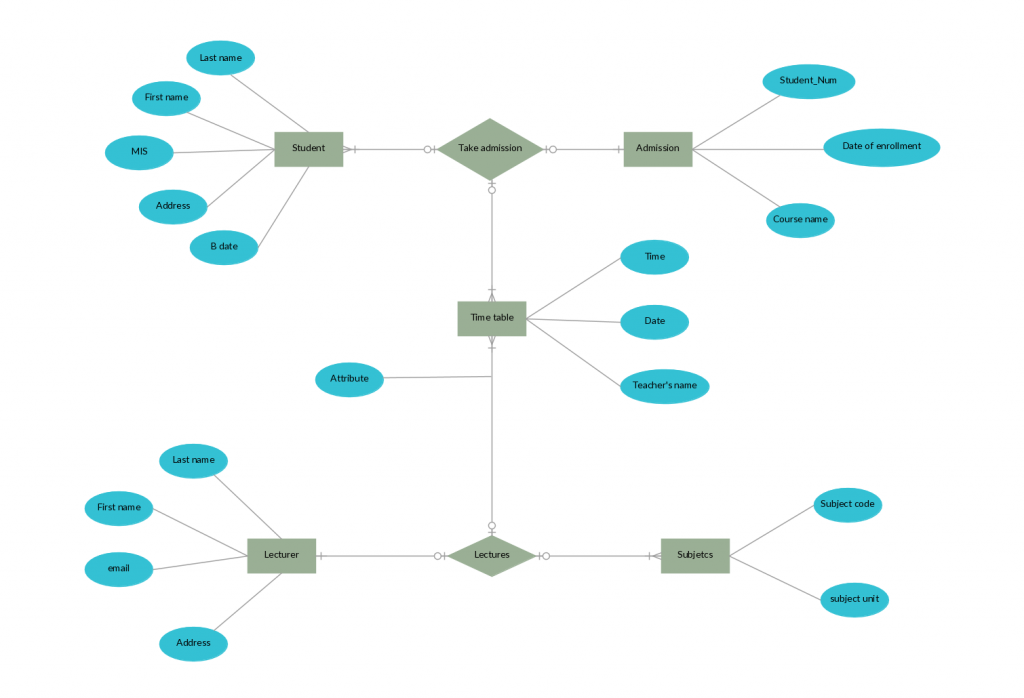 Last name
First name
MIS
Address
B date
Student
Take admission
Admission
Student_Num
Date of enrollment
Course name
Time table
Time
Date
Teacher's name
Attribute
Last name
First name
email
Address
Lecturer
Lectures
Subjetcs
Subject code
subject unit